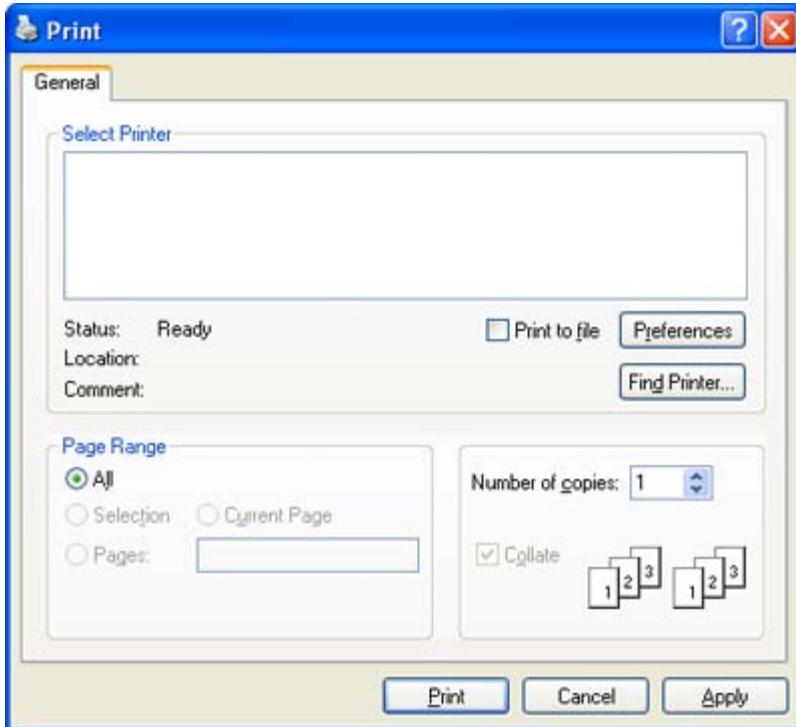 Print
General
Select Printer
Status: Ready
Print to file
Preferences
Location:
Comment:
Find Printer...
Page Range
All
Selection
Current Page
Pages:
Number of copies: 1
Collate
1 2 3 1 2 3
Print Cancel Apply